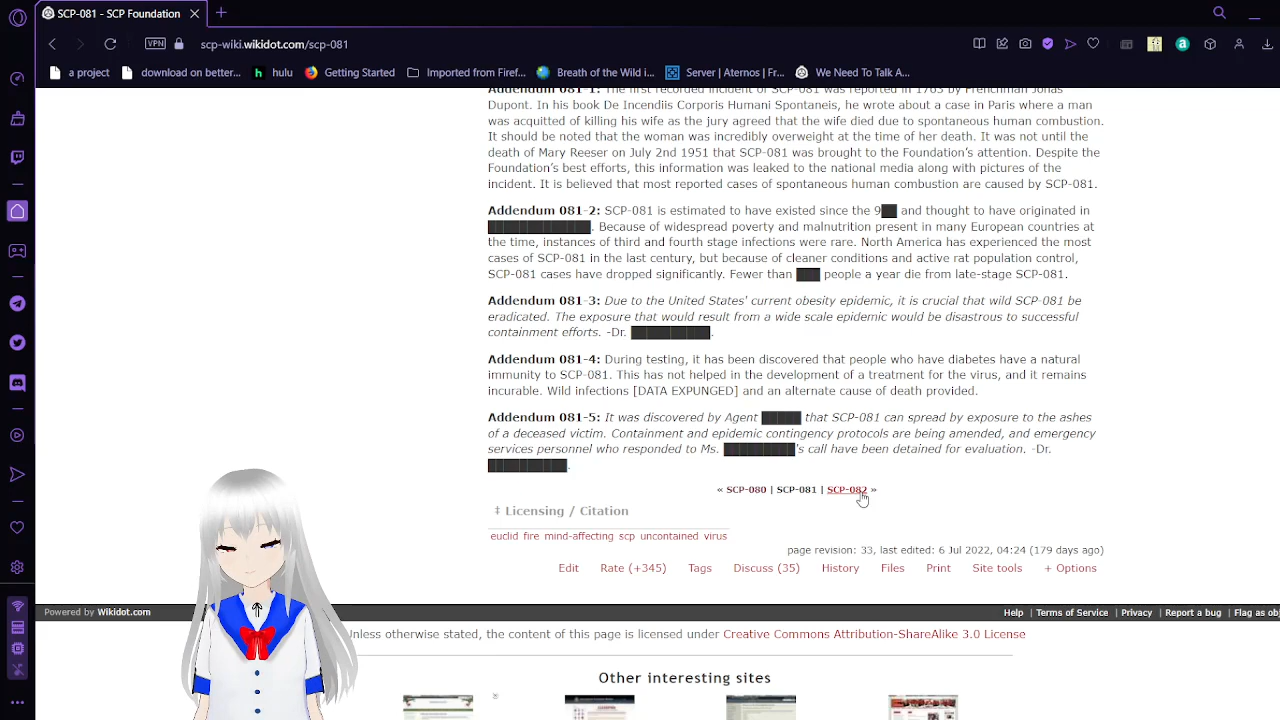 SCP-081 - SCP Foundation
VPN
scp-wiki.wikidot.com/scp-081
a project
download on better...
hulu
Getting Started
Imported from Firef...
Breath of the Wild i...
Server | Aternos | Fr...
We Need To Talk A...
Addendum 081-1: The first recorded incident of SCP-081 was reported in 1763 by Frenchman Jonas
Dupont. In his book De Incendiis Corporis Humani Spontaneis, he wrote about a case in Paris where a man
was acquitted of killing his wife as the jury agreed that the wife died due to spontaneous human combustion.
It should be noted that the woman was incredibly overweight at the time of her death. It was not until the
death of Mary Reeser on July 2nd 1951 that SCP-081 was brought to the Foundation's attention. Despite the
Foundation's best efforts, this information was leaked to the national media along with pictures of the
incident. It is believed that most reported cases of spontaneous human combustion are caused by SCP-081.
Addendum 081-2: SCP-081 is estimated to have existed since the 9██ and thought to have originated in
█████████████. Because of widespread poverty and malnutrition present in many European countries at
the time, instances of third and fourth stage infections were rare. North America has experienced the most
cases of SCP-081 in the last century, but because of cleaner conditions and active rat population control,
SCP-081 cases have dropped significantly. Fewer than ███ people a year die from late-stage SCP-081.
Addendum 081-3: Due to the United States' current obesity epidemic, it is crucial that wild SCP-081 be
eradicated. The exposure that would result from a wide scale epidemic would be disastrous to successful
containment efforts. -Dr. ██████████.
Addendum 081-4: During testing, it has been discovered that people who have diabetes have a natural
immunity to SCP-081. This has not helped in the development of a treatment for the virus, and it remains
incurable. Wild infections [DATA EXPUNGED] and an alternate cause of death provided.
Addendum 081-5: It was discovered by Agent █████ that SCP-081 can spread by exposure to the ashes
of a deceased victim. Containment and epidemic contingency protocols are being amended, and emergency
services personnel who responded to Ms. █████████'s call have been detained for evaluation. -Dr.
██████████.
« SCP-080 | SCP-081 | SCP-082 »
‡ Licensing / Citation
euclid fire mind-affecting scp uncontained virus
page revision: 33, last edited: 6 Jul 2022, 04:24 (179 days ago)
Edit Rate (+345) Tags Discuss (35) History Files Print Site tools + Options
Powered by Wikidot.com
Help | Terms of Service | Privacy | Report a bug | Flag as ob
Unless otherwise stated, the content of this page is licensed under Creative Commons Attribution-ShareAlike 3.0 License
Other interesting sites